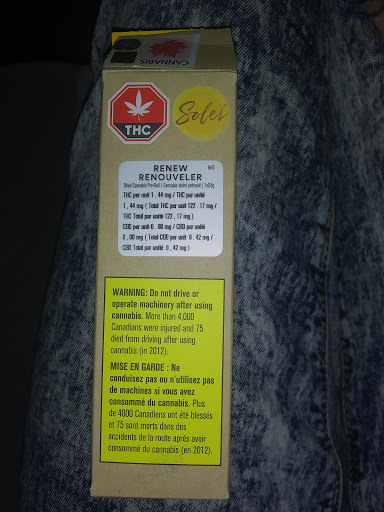 CANNABIS
THC
Solei
RENEW
RENOUVELER
Dried Cannabis Pre-Roll / Cannabis séché préroulé | 1x0.5g
THC per unit 1 . 44 mg / THC par unité
1 , 44 mg ( Total THC per unit 122 . 17 mg /
THC Total par unité 122 , 17 mg )
CBD per unit 0 . 00 mg / CBD par unité
0 , 00 mg ( Total CBD per unit 0 . 42 mg /
CBD Total par unité 0 , 42 mg )
WARNING: Do not drive or
operate machinery after using
cannabis. More than 4,000
Canadians were injured and 75
died from driving after using
cannabis (in 2012).
MISE EN GARDE : Ne
conduisez pas ou n'utilisez pas
de machines si vous avez
consommé du cannabis. Plus
de 4000 Canadiens ont été blessés
et 75 sont morts dans des
accidents de la route après avoir
consommé du cannabis (en 2012).